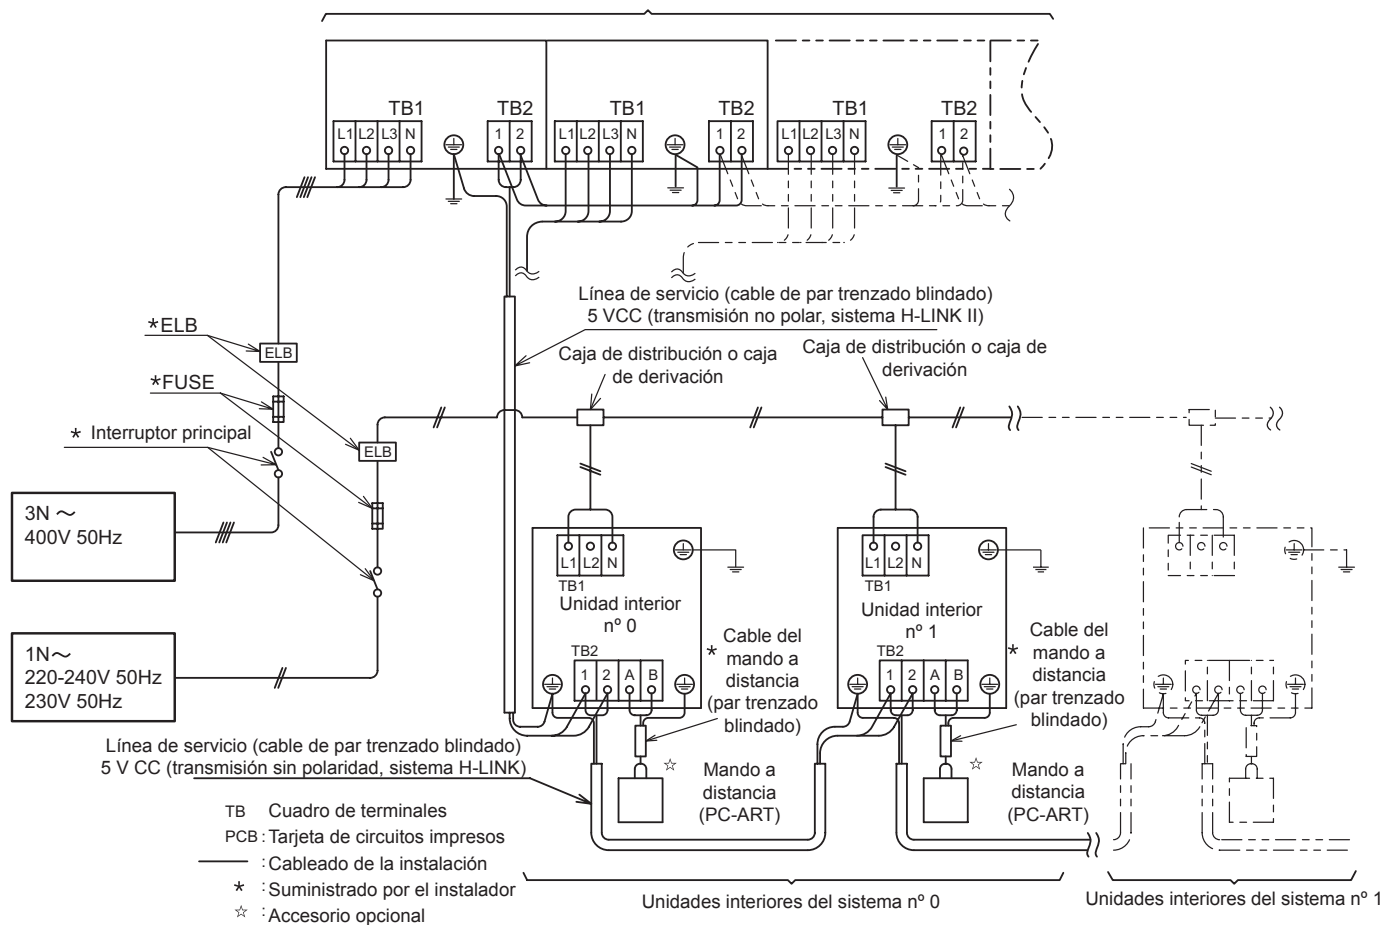 TB1
TB2
TB1
TB2
TB1
TB2
L1 L2 L3 N
1 2
L1 L2 L3 N
1 2
L1 L2 L3 N
1 2
Línea de servicio (cable de par trenzado blindado)
5 VCC (transmisión no polar, sistema H-LINK II)
*ELB
ELB
Caja de distribución o caja
de derivación
Caja de distribución o caja de
derivación
*FUSE
* Interruptor principal
ELB
3N ~
400V 50Hz
1N~
220-240V 50Hz
230V 50Hz
L1 L2 N
TB1
Unidad interior
nº 0
TB2
1 2 A B
* Cable del
mando a
distancia
(par trenzado
blindado)
L1 L2 N
TB1
Unidad interior
nº 1
TB2
1 2 A B
* Cable del
mando a
distancia
(par trenzado
blindado)
Línea de servicio (cable de par trenzado blindado)
5 V CC (transmisión sin polaridad, sistema H-LINK)
☆ Mando a
distancia
(PC-ART)
☆ Mando a
distancia
(PC-ART)
TB Cuadro de terminales
PCB : Tarjeta de circuitos impresos
: Cableado de la instalación
* : Suministrado por el instalador
☆ : Accesorio opcional
Unidades interiores del sistema nº 0
Unidades interiores del sistema nº 1